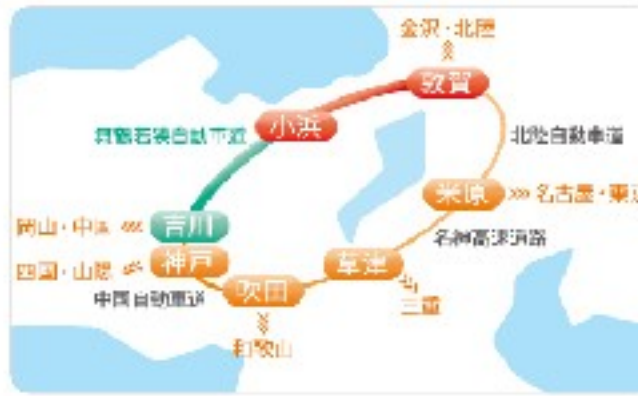 金沢・北陸
敦賀
小浜
舞鶴若狭自動車道
北陸自動車道
米原
名古屋・東京
吉川
岡山・中国
名神高速道路
神戸
四国・山陽
草津
中国自動車道
吹田
三重
和歌山